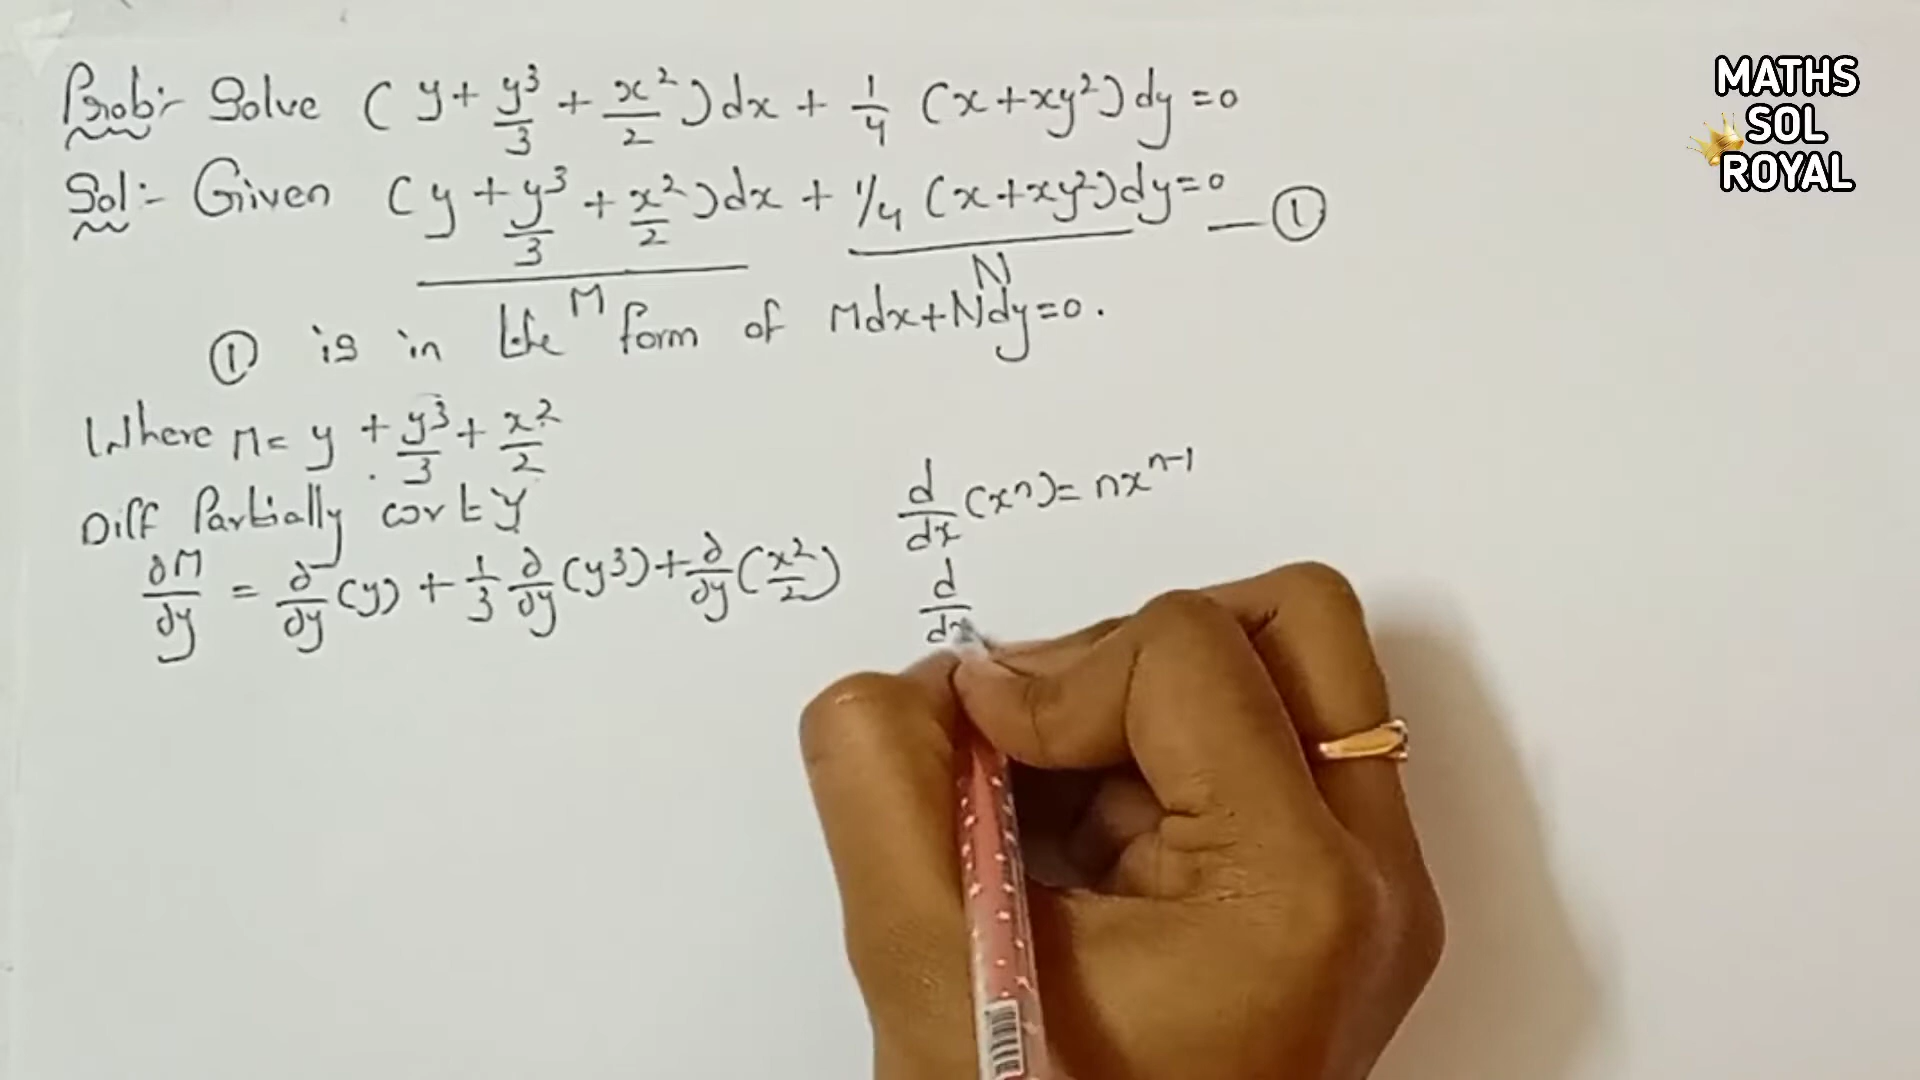 Prob:- Solve (y + y³/3 + x²/2)dx + 1/4 (x+xy²)dy=0
Sol:- Given (y + y³/3 + x²/2)dx + 1/4 (x+xy²)dy=0 — ①
M N
① is in the form of Mdx+Ndy=0.
Where M= y + y³/3 + x²/2
Diff Partially w.r.t y
∂M/∂y = ∂/∂y (y) + 1/3 ∂/∂y (y³) + ∂/∂y (x²/2)
d/dx (xⁿ) = nxⁿ⁻¹
d/dx
MATHS
SOL
ROYAL